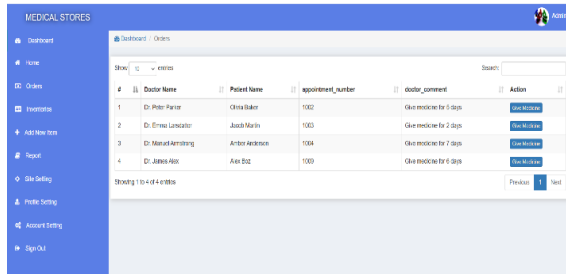 MEDICAL STORES
Admin
Dashboard
Home
Orders
Inventories
Add New Item
Report
Site Setting
Profile Setting
Account Setting
Sign Out
Dashboard / Orders
Show 10 entries
Search:
# Doctor Name Patient Name appointment_number doctor_comment Action
1 Dr. Peter Parker Olivia Baker 1002 Give medicine for 5 days Give Medicine
2 Dr. Emma Jacob Martin 1003 Give medicine for 2 days Give Medicine
3 Dr. Manuel Armstrong Amber Anderson 1004 Give medicine for 7 days Give Medicine
4 Dr. James Alex Alex Boz 1009 Give medicine for 6 days Give Medicine
Showing 1 to 4 of 4 entries
Previous 1 Next